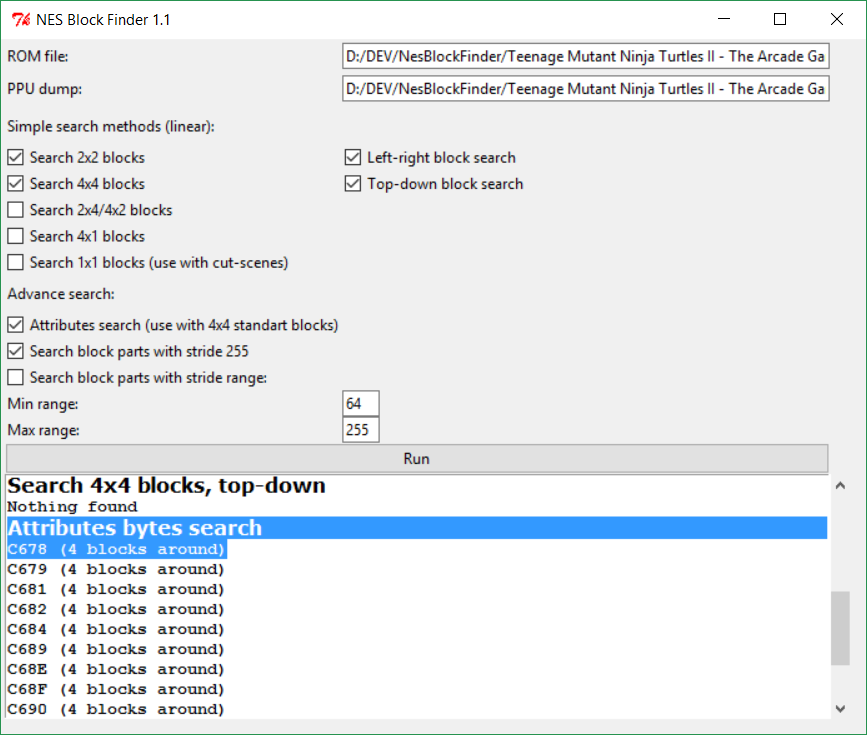 NES Block Finder 1.1
ROM file:
D:/DEV/NesBlockFinder/Teenage Mutant Ninja Turtles II - The Arcade Ga
PPU dump:
D:/DEV/NesBlockFinder/Teenage Mutant Ninja Turtles II - The Arcade Ga
Simple search methods (linear):
Search 2x2 blocks
Left-right block search
Search 4x4 blocks
Top-down block search
Search 2x4/4x2 blocks
Search 4x1 blocks
Search 1x1 blocks (use with cut-scenes)
Advance search:
Attributes search (use with 4x4 standart blocks)
Search block parts with stride 255
Search block parts with stride range:
Min range:
64
Max range:
255
Run
Search 4x4 blocks, top-down
Nothing found
Attributes bytes search
C678 (4 blocks around)
C679 (4 blocks around)
C681 (4 blocks around)
C682 (4 blocks around)
C684 (4 blocks around)
C689 (4 blocks around)
C68E (4 blocks around)
C68F (4 blocks around)
C690 (4 blocks around)